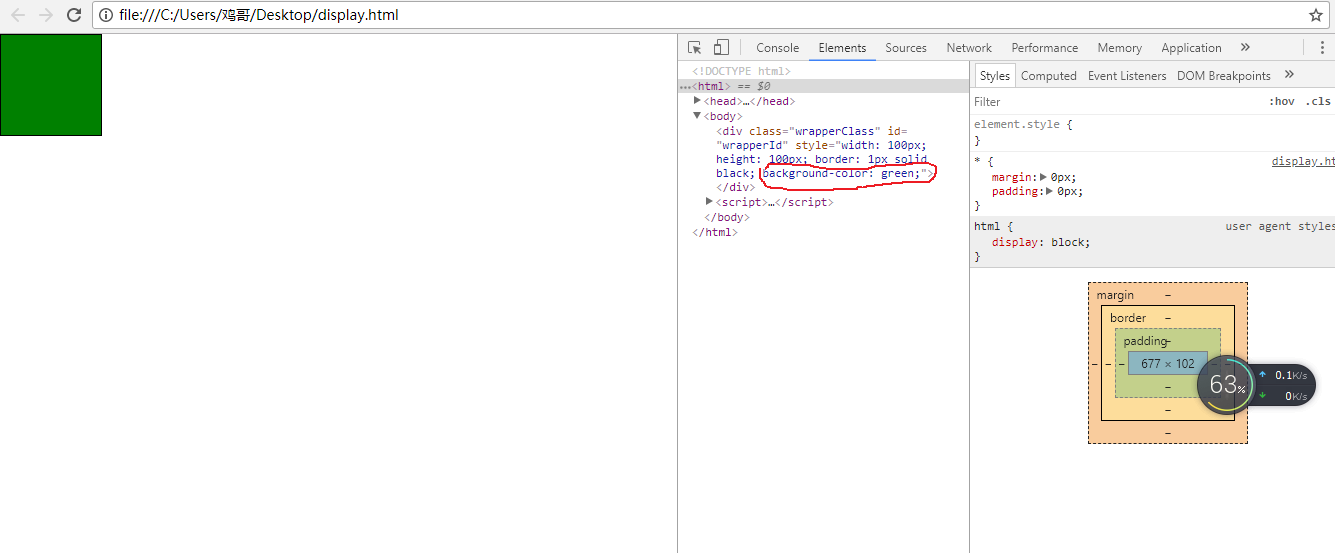 file:///C:/Users/鸡哥/Desktop/display.html
Console Elements Sources Network Performance Memory Application »
<!DOCTYPE html>
…<html> == $0
▶<head>…</head>
▼<body>
<div class="wrapperClass" id=
"wrapperId" style="width: 100px;
height: 100px; border: 1px solid
black; background-color: green;">
</div>
▶<script>…</script>
</body>
</html>
Styles Computed Event Listeners DOM Breakpoints »
Filter :hov .cls
element.style {
}
* { display.ht
margin:▶ 0px;
padding:▶ 0px;
}
html { user agent styles
display: block;
}
margin –
border –
padding –
– – – 677 × 102 – –
–
–
–
63%
0.1K/s
0K/s